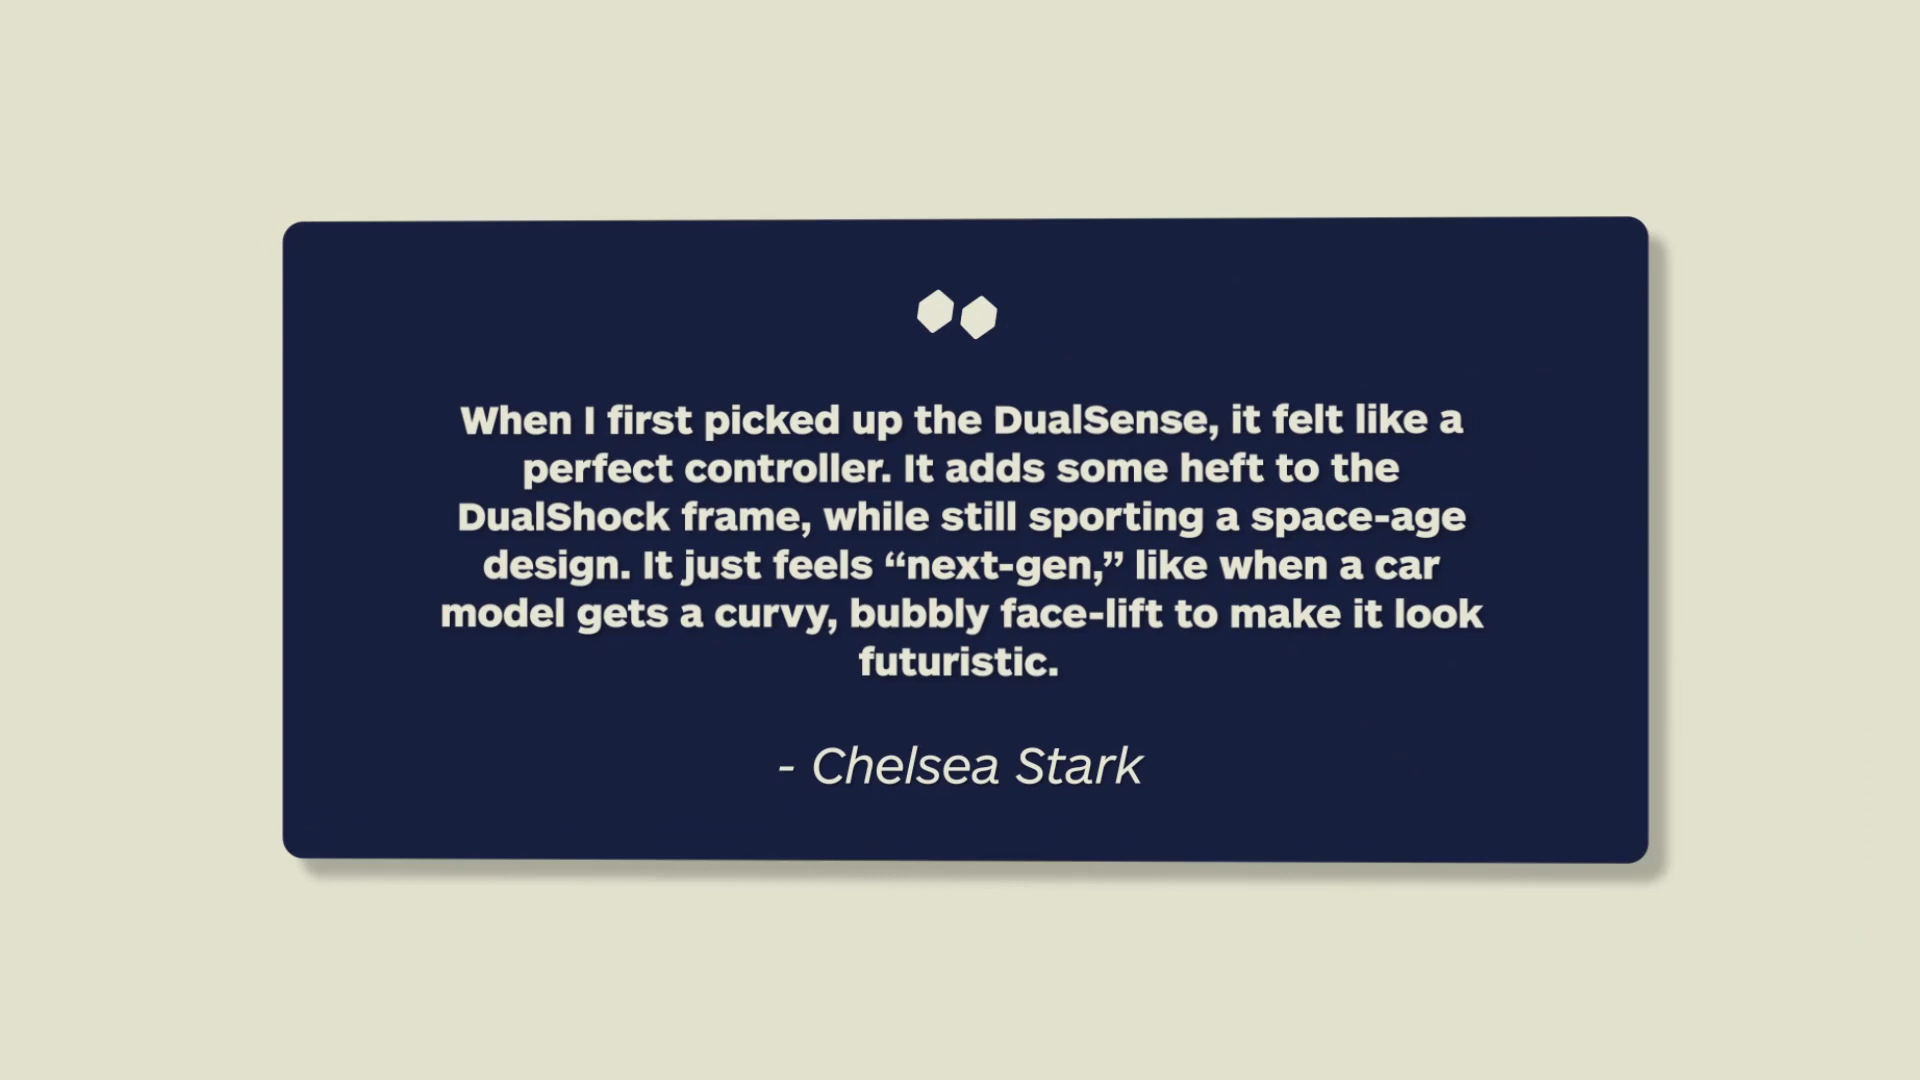 When I first picked up the DualSense, it felt like a
perfect controller. It adds some heft to the
DualShock frame, while still sporting a space-age
design. It just feels “next-gen,” like when a car
model gets a curvy, bubbly face-lift to make it look
futuristic.
- Chelsea Stark